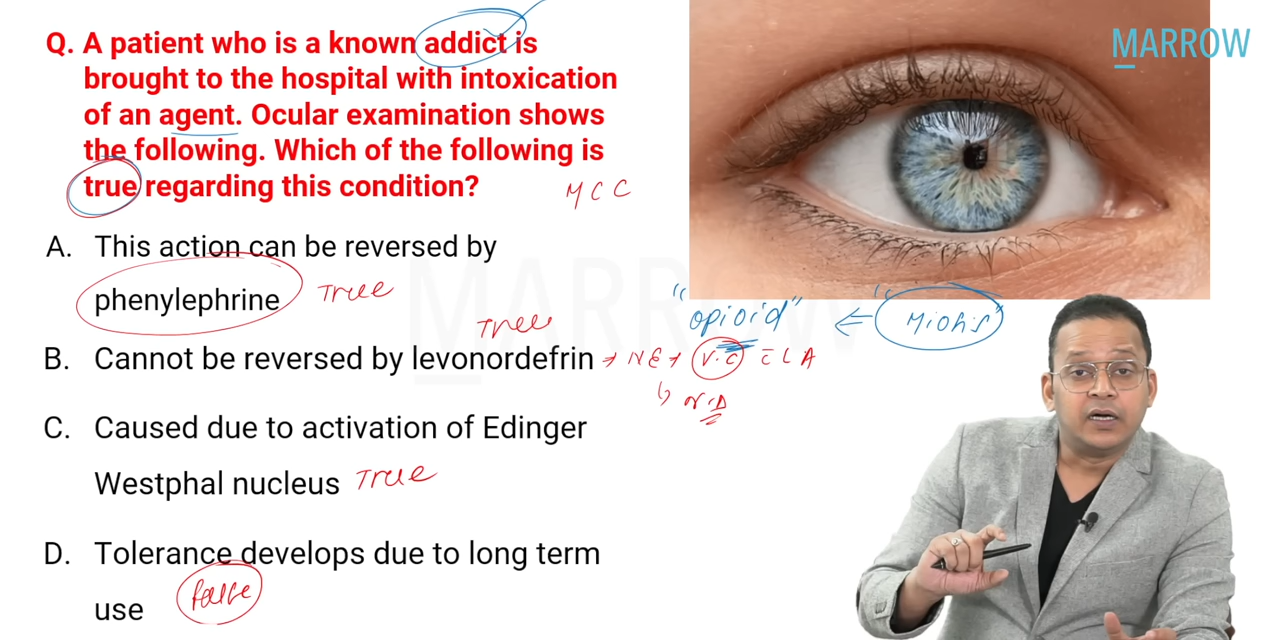 MARROW
Q. A patient who is a known addict is
brought to the hospital with intoxication
of an agent. Ocular examination shows
the following. Which of the following is
true regarding this condition?
MCC
A. This action can be reversed by
phenylephrine True
"opioid" ← "Miosis"
True
B. Cannot be reversed by levonordefrin → NE → V.C LA
C. Caused due to activation of Edinger
Westphal nucleus True
D. Tolerance develops due to long term
use False
MARROW